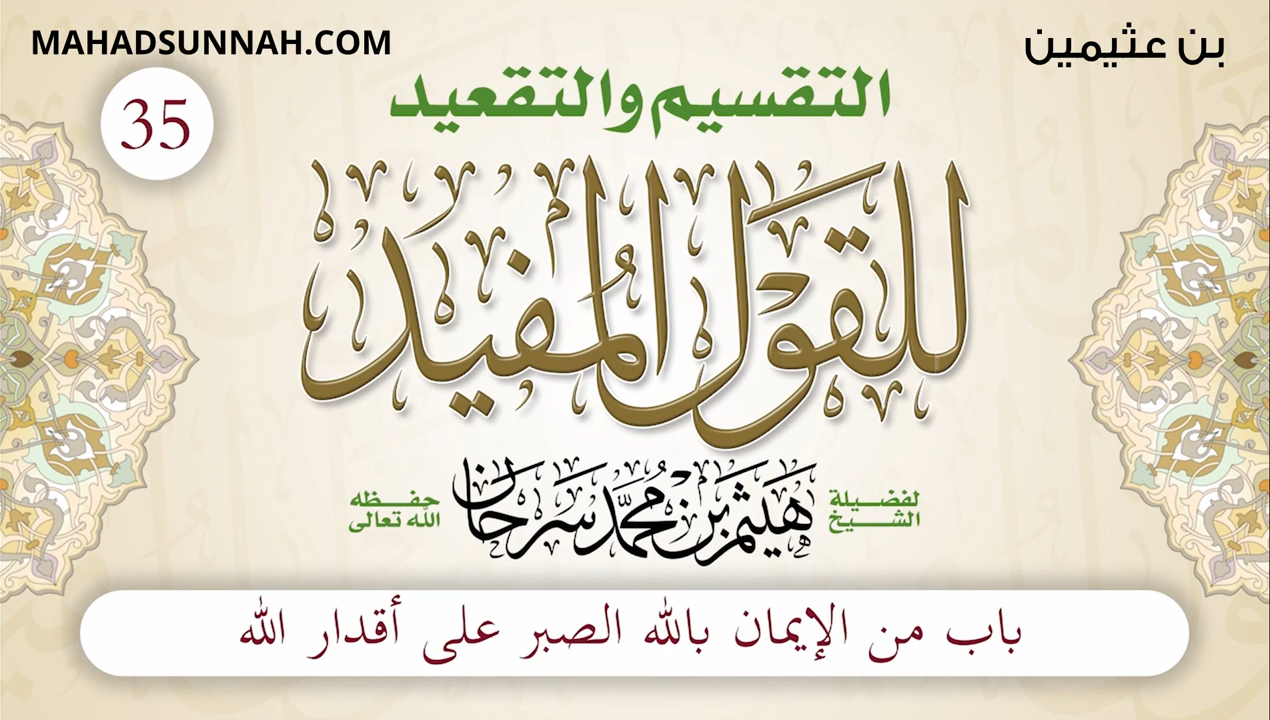 MAHADSUNNAH.COM
بن عثيمين
35
التقسيم والتقعيد
للقول المفيد
لفضيلة الشيخ
هيثم بن محمد سرحان
حفظه الله تعالى
باب من الإيمان بالله الصبر على أقدار الله